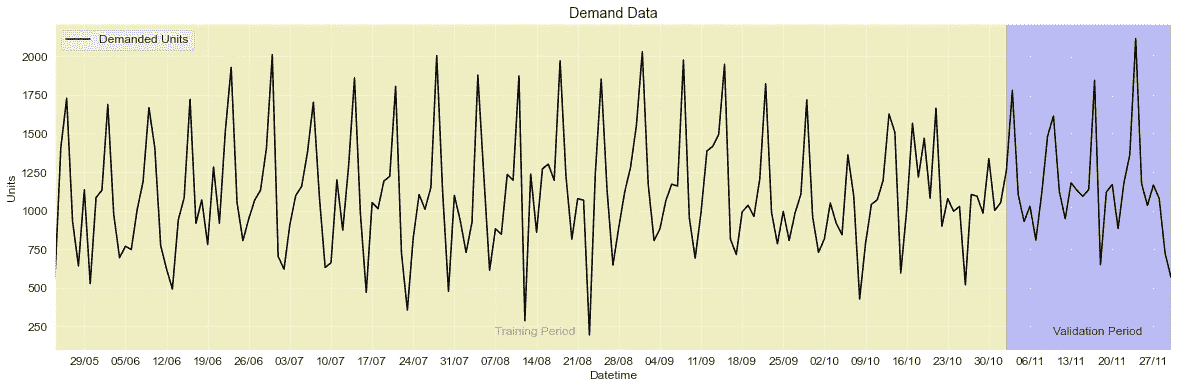 Demand Data
Demanded Units
2000
1750
1500
1250
1000
750
500
250
Units
Training Period
Validation Period
29/05 05/06 12/06 19/06 26/06 03/07 10/07 17/07 24/07 31/07 07/08 14/08 21/08 28/08 04/09 11/09 18/09 25/09 02/10 09/10 16/10 23/10 30/10 06/11 13/11 20/11 27/11
Datetime